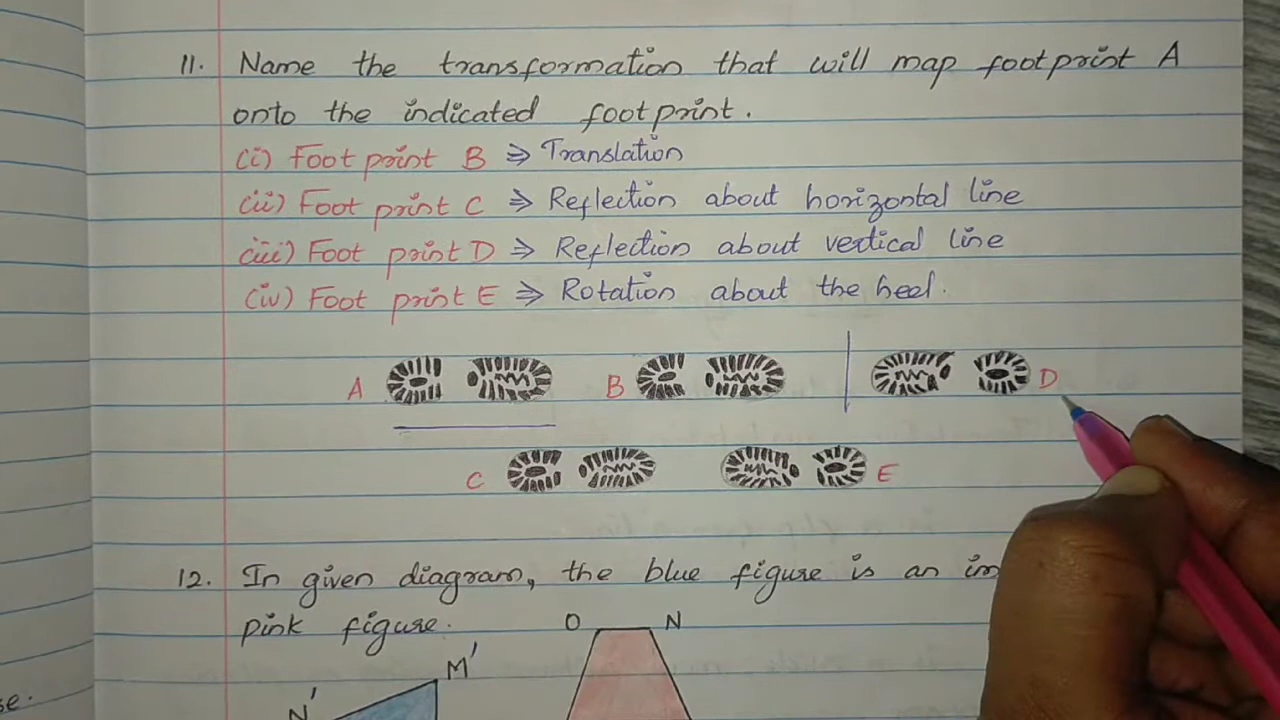 11. Name the transformation that will map footprint A
onto the indicated footprint.
(i) Foot print B ⇒ Translation
(ii) Foot print C ⇒ Reflection about horizontal line
(iii) Foot print D ⇒ Reflection about vertical line
(iv) Foot print E ⇒ Rotation about the heel.
A B D
C E
12. In given diagram, the blue figure is an im
pink figure.
O N
M'
N'
se.